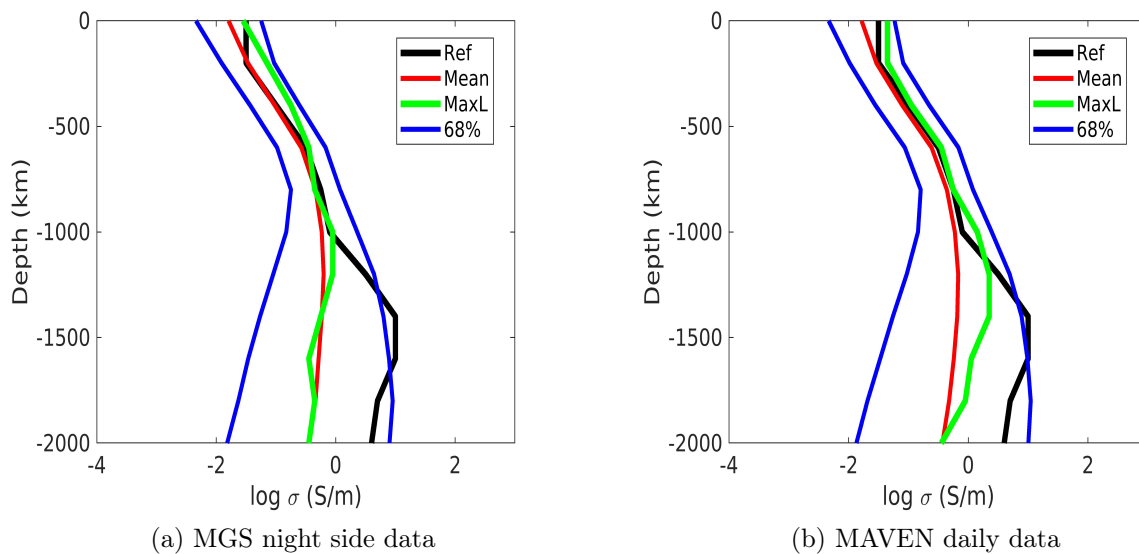 0
-500
-1000
-1500
-2000
Depth (km)
-4
-2
0
2
log σ (S/m)
Ref
Mean
MaxL
68%
(a) MGS night side data
0
-500
-1000
-1500
-2000
Depth (km)
-4
-2
0
2
log σ (S/m)
Ref
Mean
MaxL
68%
(b) MAVEN daily data